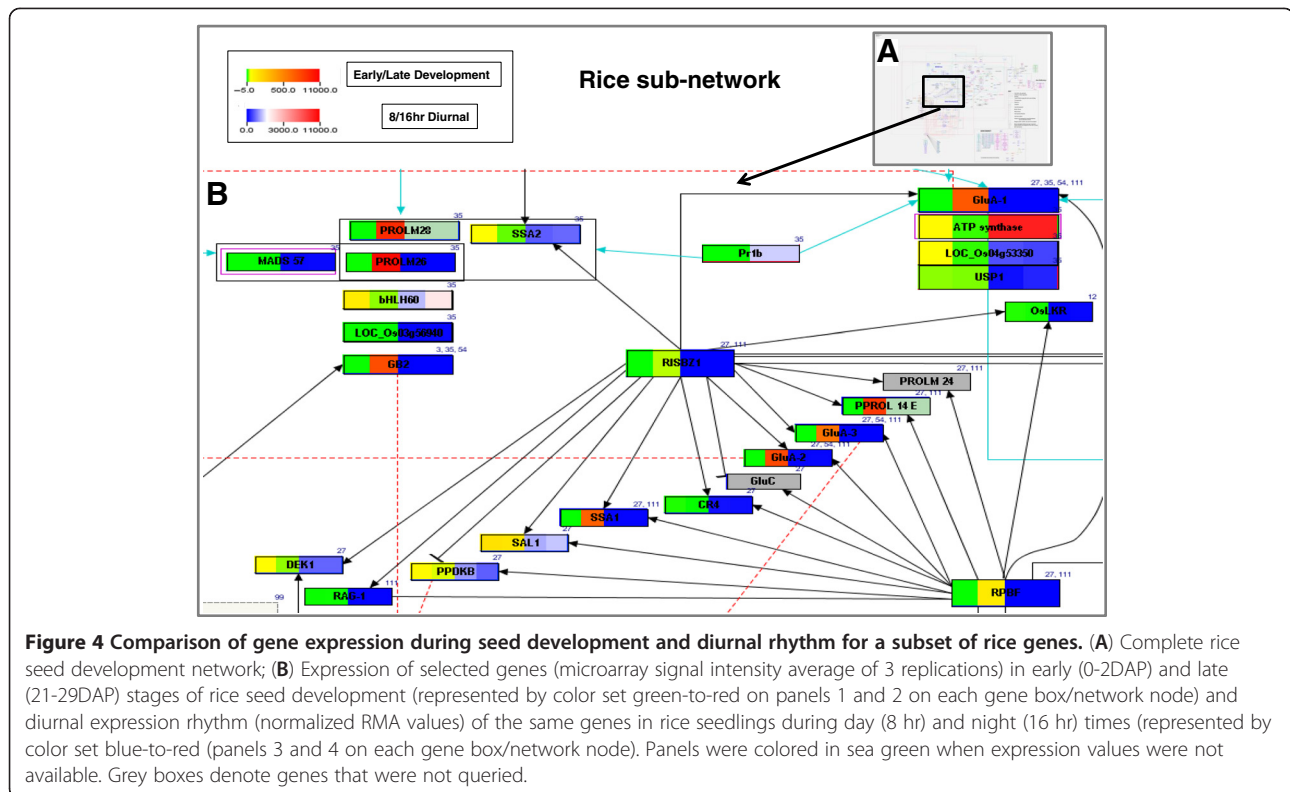 Early/Late Development
-5.0 500.0 11000.0
8/16hr Diurnal
0.0 3000.0 11000.0
Rice sub-network
A
B
27, 35, 54, 111
GluA-1
35
ATP synthase
36
LOC_Os04g53350
35
USP1
35
PROLM28
35
SSA2
35
Pr1b
35
MADS-57
35
PROLM26
35
bHLH60
35
LOC_Os03g58940
3, 35, 54
GB2
12
OsLKR
27, 111
RISBZ1
27, 111
PROLM 24
27, 111
PPROL 14 E
27, 54, 111
GluA-3
27, 54, 111
GluA-2
27
GluC
27
CR4
27, 111
SSA1
27
SAL1
27
PPDKB
27
DEK1
111
RAG-1
99
27, 111
RPBF
Figure 4 Comparison of gene expression during seed development and diurnal rhythm for a subset of rice genes. (A) Complete rice
seed development network; (B) Expression of selected genes (microarray signal intensity average of 3 replications) in early (0-2DAP) and late
(21-29DAP) stages of rice seed development (represented by color set green-to-red on panels 1 and 2 on each gene box/network node) and
diurnal expression rhythm (normalized RMA values) of the same genes in rice seedlings during day (8 hr) and night (16 hr) times (represented by
color set blue-to-red (panels 3 and 4 on each gene box/network node). Panels were colored in sea green when expression values were not
available. Grey boxes denote genes that were not queried.